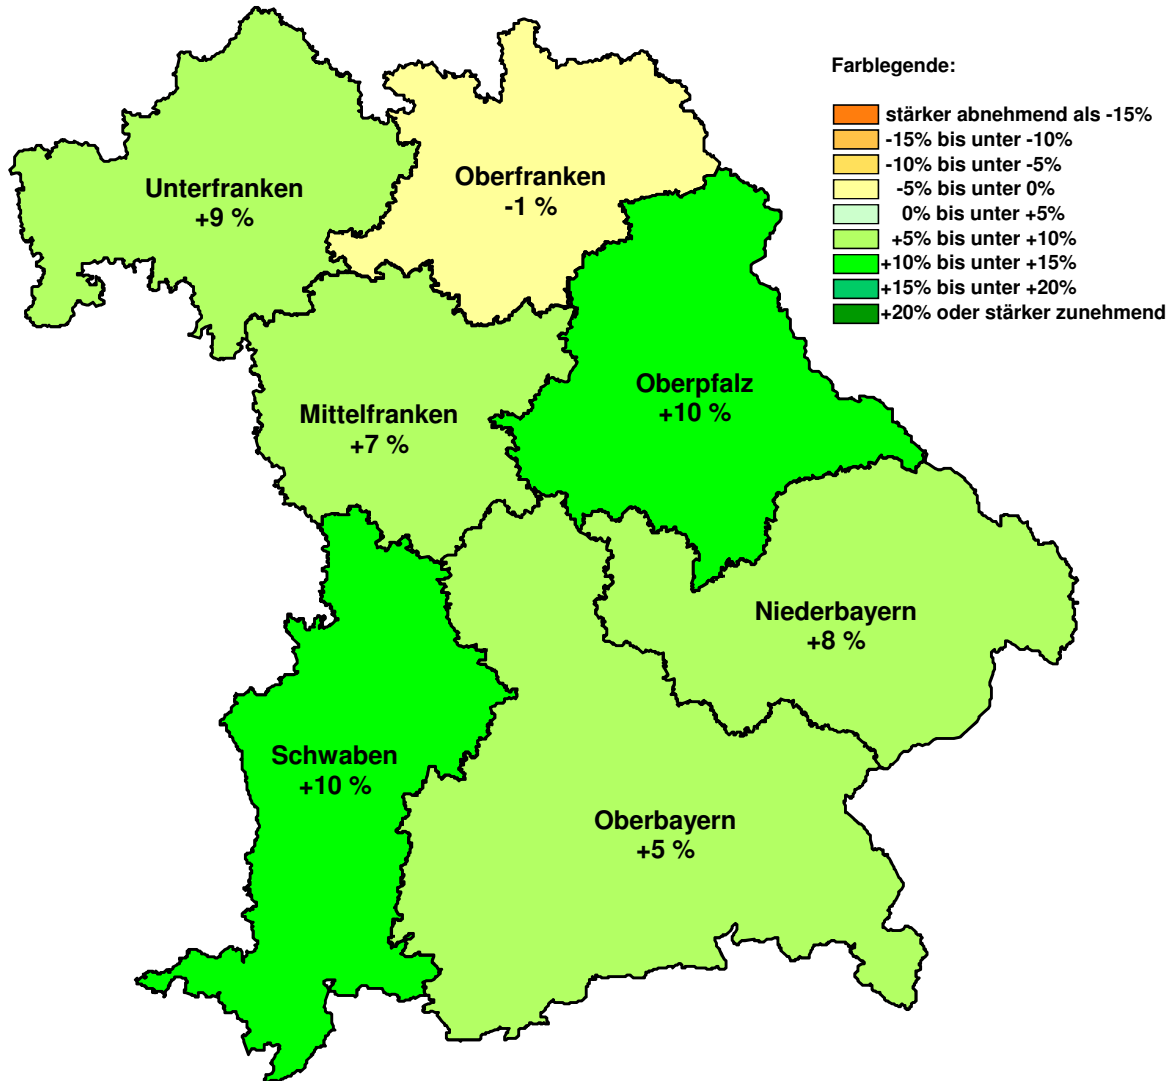 Farblegende:
stärker abnehmend als -15%
-15% bis unter -10%
-10% bis unter -5%
-5% bis unter 0%
0% bis unter +5%
+5% bis unter +10%
+10% bis unter +15%
+15% bis unter +20%
+20% oder stärker zunehmend
Unterfranken
+9 %
Oberfranken
-1 %
Oberpfalz
+10 %
Mittelfranken
+7 %
Niederbayern
+8 %
Schwaben
+10 %
Oberbayern
+5 %